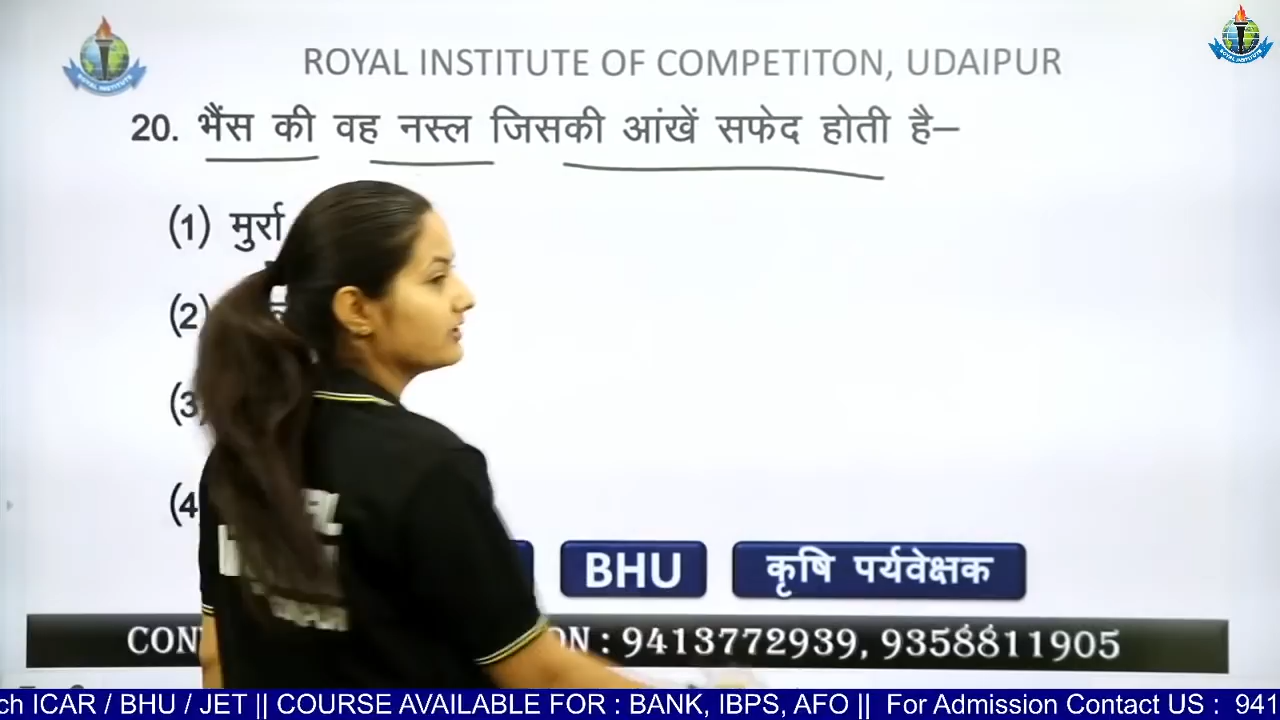 ROYAL INSTITUTE OF COMPETITON, UDAIPUR
20. भैंस की वह नस्ल जिसकी आंखें सफेद होती है–
(1) मुर्रा
(2)
(3)
(4)
BHU
कृषि पर्यवेक्षक
: 9413772939, 9358811905
ICAR / BHU / JET || COURSE AVAILABLE FOR : BANK, IBPS, AFO || For Admission Contact US : 941